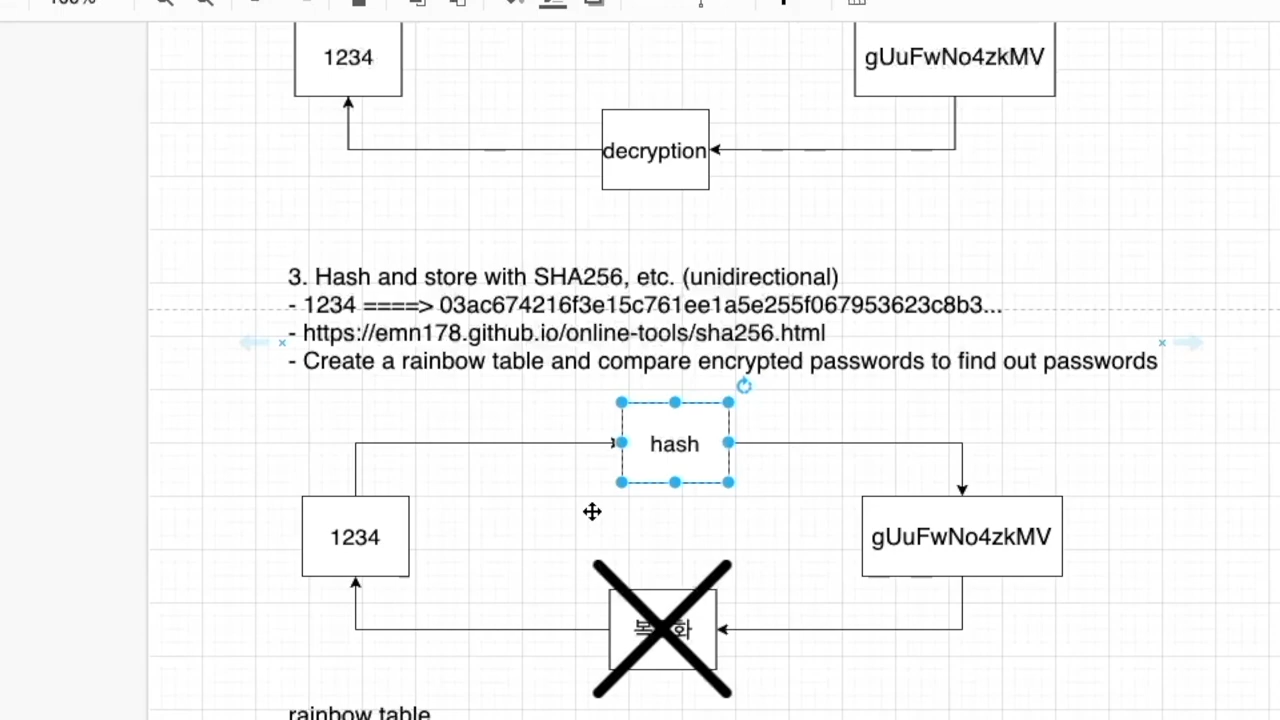 1234
gUuFwNo4zkMV
decryption
3. Hash and store with SHA256, etc. (unidirectional)
- 1234 ====> 03ac674216f3e15c761ee1a5e255f067953623c8b3...
- https://emn178.github.io/online-tools/sha256.html
- Create a rainbow table and compare encrypted passwords to find out passwords
hash
1234
gUuFwNo4zkMV
rainbow table